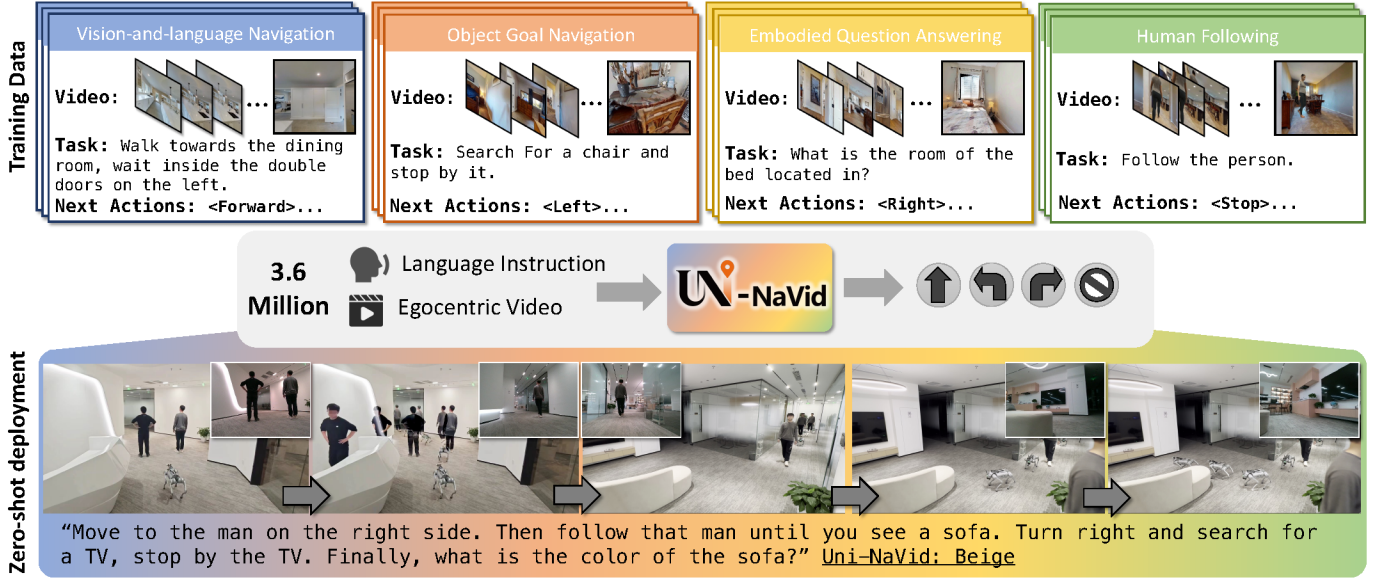 Training Data
Vision-and-language Navigation
Video:
...
Task: Walk towards the dining
room, wait inside the double
doors on the left.
Next Actions: <Forward>...
Object Goal Navigation
Video:
...
Task: Search For a chair and
stop by it.
Next Actions: <Left>...
Embodied Question Answering
Video:
...
Task: What is the room of the
bed located in?
Next Actions: <Right>...
Human Following
Video:
...
Task: Follow the person.
Next Actions: <Stop>...
3.6
Million
Language Instruction
Egocentric Video
UNi-NaVid
Zero-shot deployment
“Move to the man on the right side. Then follow that man until you see a sofa. Turn right and search for
a TV, stop by the TV. Finally, what is the color of the sofa?” Uni-NaVid: Beige